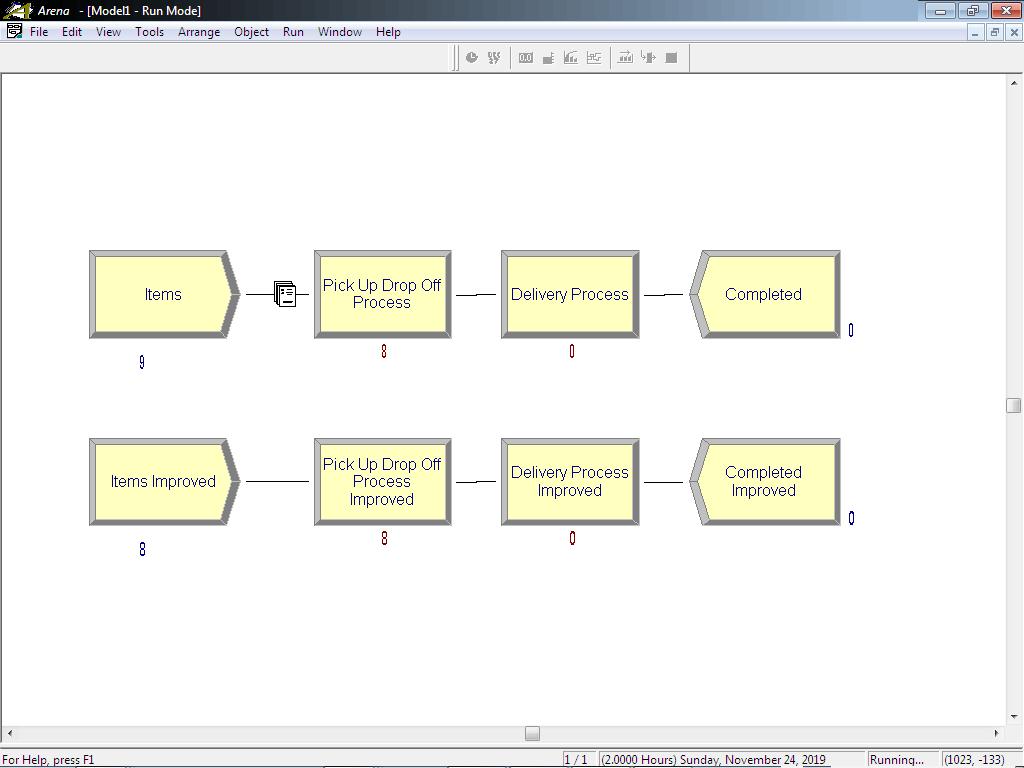 Arena - [Model1 - Run Mode]
File Edit View Tools Arrange Object Run Window Help
Items
Pick Up Drop Off
Process
Delivery Process
Completed
9
8
0
0
Items Improved
Pick Up Drop Off
Process
Improved
Delivery Process
Improved
Completed
Improved
8
8
0
0
For Help, press F1
1 / 1
(2.0000 Hours) Sunday, November 24, 2019
Running...
(1023, -133)